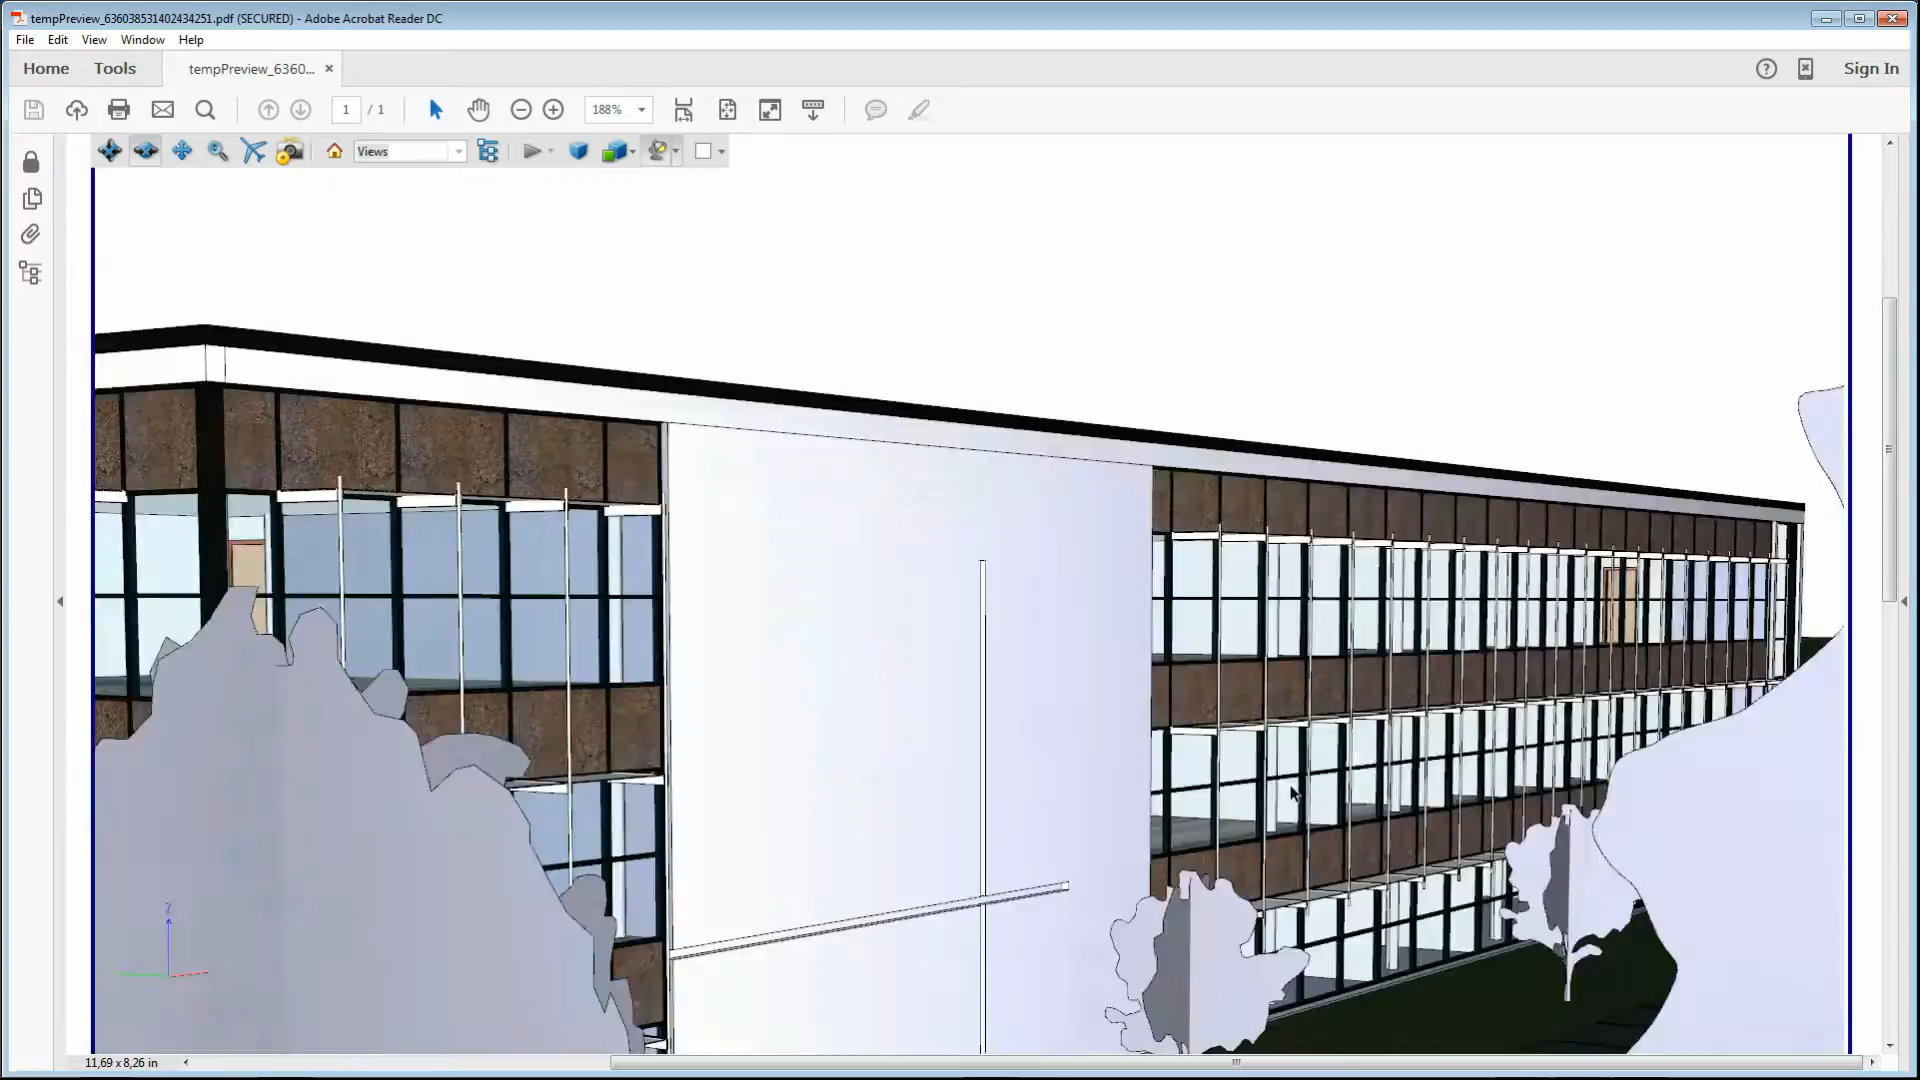 tempPreview_636038531402434251.pdf (SECURED) - Adobe Acrobat Reader DC
File Edit View Window Help
Home Tools tempPreview_6360... × Sign In
1 / 1 188%
Views
Z
11,69 x 8,26 in